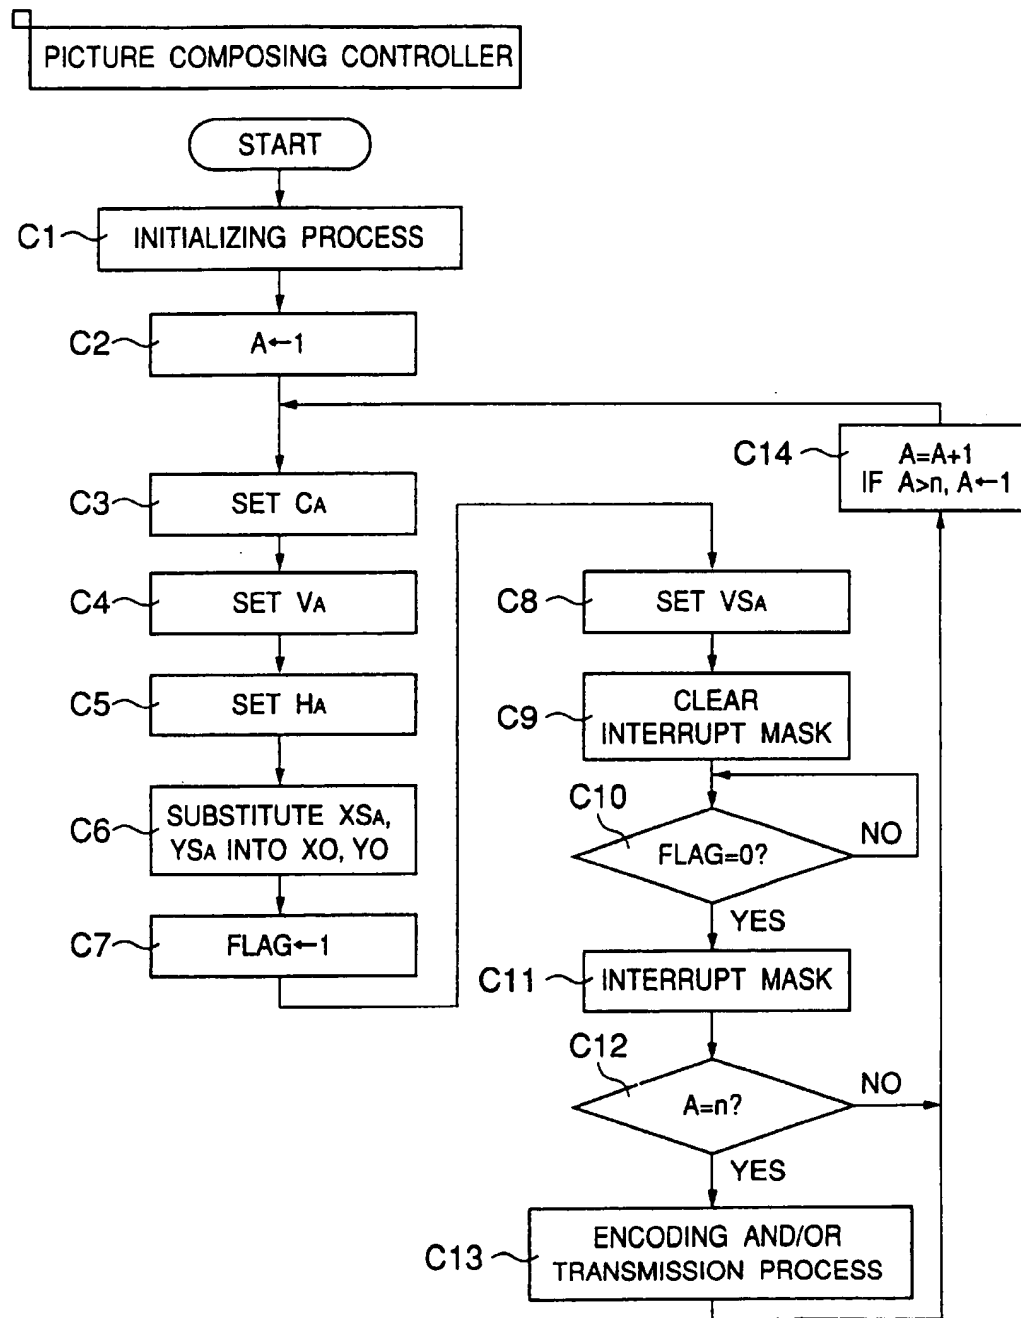 PICTURE COMPOSING CONTROLLER
START
C1
INITIALIZING PROCESS
C2
A←1
C3
SET CA
C4
SET VA
C5
SET HA
C6
SUBSTITUTE XSA,
YSA INTO XO, YO
C7
FLAG←1
C8
SET VSA
C9
CLEAR
INTERRUPT MASK
C10
FLAG=0?
NO
YES
C11
INTERRUPT MASK
C12
A=n?
NO
YES
C13
ENCODING AND/OR
TRANSMISSION PROCESS
C14
A=A+1
IF A>n, A←1